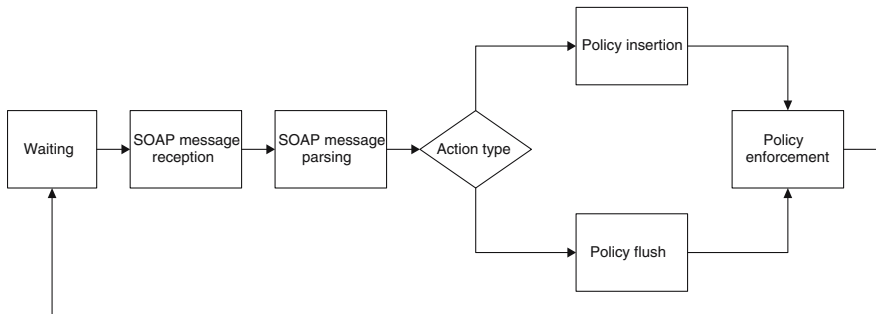 Waiting
SOAP message
reception
SOAP message
parsing
Action type
Policy insertion
Policy flush
Policy
enforcement